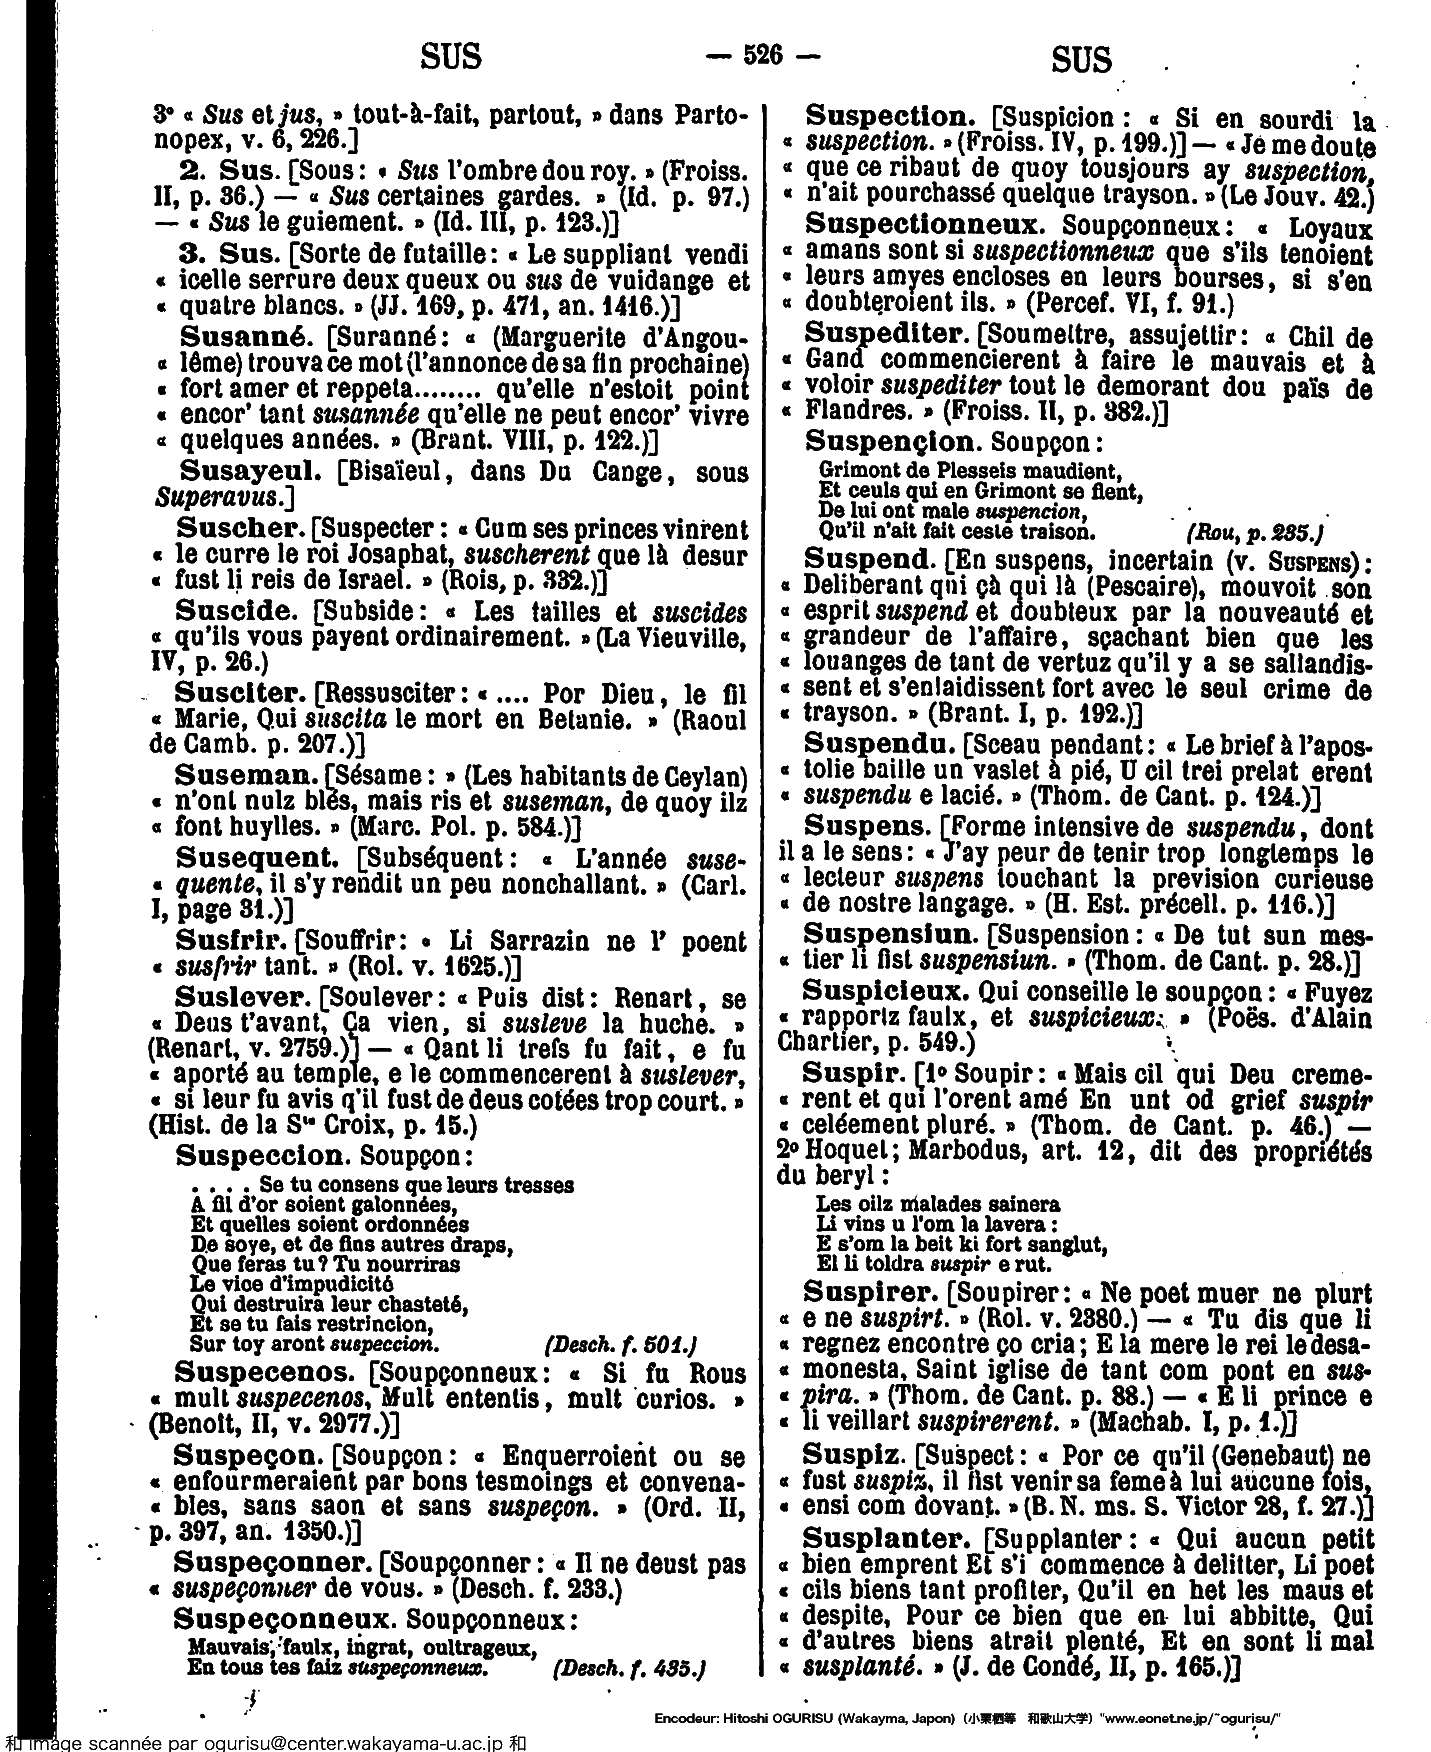 SUS — 526 — SUS
3º « Sus et jus, » tout-à-fait, partout, » dans Parto-
nopex, v. 6, 226.]
2. Sus. [Sous : « Sus l'ombre dou roy. » (Froiss.
II, p. 36.) — « Sus certaines gardes. » (Id. p. 97.)
— « Sus le guiement. » (Id. III, p. 123.)]
3. Sus. [Sorte de futaille : « Le suppliant vendi
« icelle serrure deux queux ou sus de vuidange et
« quatre blancs. » (JJ. 169, p. 471, an. 1416.)]
Susanné. [Suranné : « (Marguerite d'Angou-
« lême) trouva ce mot (l'annonce de sa fin prochaine)
« fort amer et reppeta........ qu'elle n'estoit point
« encor' tant susannée qu'elle ne peut encor' vivre
« quelques années. » (Brant. VIII, p. 122.)]
Susayeul. [Bisaïeul, dans Du Cange, sous
Superavus.]
Suscher. [Suspecter : « Cum ses princes vinrent
« le curre le roi Josaphat, suscherent que là desur
« fust li reis de Israel. » (Rois, p. 332.)]
Suscide. [Subside : « Les tailles et suscides
« qu'ils vous payent ordinairement. » (La Vieuville,
IV, p. 26.)
Susciter. [Ressusciter : « .... Por Dieu, le fil
« Marie, Qui suscita le mort en Betanie. » (Raoul
de Camb. p. 207.)]
Suseman. [Sésame : » (Les habitants de Ceylan)
« n'ont nulz blés, mais ris et suseman, de quoy ilz
« font huylles. » (Marc. Pol. p. 584.)]
Susequent. [Subséquent : « L'année suse-
« quente, il s'y rendit un peu nonchallant. » (Carl.
I, page 31.)]
Susfrir. [Souffrir : « Li Sarrazin ne l' poent
« susfrir tant. » (Rol. v. 1625.)]
Suslever. [Soulever : « Puis dist : Renart, se
« Deus t'avant, Ça vien, si susleve la huche. »
(Renart, v. 2759.)] — « Qant li trefs fu fait, e fu
« aporté au temple, e le commencerent à suslever,
« si leur fu avis q'il fust de deus cotées trop court. »
(Hist. de la Ste Croix, p. 15.)
Suspeccion. Soupçon :
. . . . Se tu consens que leurs tresses
A fil d'or soient galonnées,
Et quelles soient ordonnées
De soye, et de fins autres draps,
Que feras tu ? Tu nourriras
Le vice d'impudicité
Qui destruira leur chasteté,
Et se tu fais restrincion,
Sur toy aront suspeccion. (Desch. f. 501.)
Suspecenos. [Soupçonneux : « Si fu Rous
« mult suspecenos, Mult ententis, mult curios. »
(Benoit, II, v. 2977.)]
Suspeçon. [Soupçon : « Enquerroient ou se
« enfourmeraient par bons tesmoings et convena-
« bles, sans saon et sans suspeçon. » (Ord. II,
p. 397, an. 1350.)]
Suspeçonner. [Soupçonner : « Il ne deust pas
« suspeçonner de vous. » (Desch. f. 233.)
Suspeçonneux. Soupçonneux :
Mauvais, faulx, ingrat, oultrageux,
En tous tes faiz suspeçonneux. (Desch. f. 435.)
Suspection. [Suspicion : « Si en sourdi la
« suspection. » (Froiss. IV, p. 199.)] — « Je me doute
« que ce ribaut de quoy tousjours ay suspection,
« n'ait pourchassé quelque trayson. » (Le Jouv. 42.)
Suspectionneux. Soupçonneux : « Loyaux
« amans sont si suspectionneux que s'ils tenoient
« leurs amyes encloses en leurs bourses, si s'en
« doubteroient ils. » (Percef. VI, f. 91.)
Suspediter. [Soumettre, assujettir : « Chil de
« Gand commencierent à faire le mauvais et à
« voloir suspediter tout le demorant dou païs de
« Flandres. » (Froiss. II, p. 382.)]
Suspençion. Soupçon :
Grimont de Plesseis maudient,
Et ceuls qui en Grimont se fient,
De lui ont male suspencion,
Qu'il n'ait fait ceste traison. (Rou, p. 235.)
Suspend. [En suspens, incertain (v. SUSPENS) :
« Deliberant qui çà qui là (Pescaire), mouvoit son
« esprit suspend et doubteux par la nouveauté et
« grandeur de l'affaire, sçachant bien que les
« louanges de tant de vertuz qu'il y a se sallandis-
« sent et s'enlaidissent fort avec le seul crime de
« trayson. » (Brant. I, p. 192.)]
Suspendu. [Sceau pendant : « Le brief à l'apos-
« tolie baille un vaslet à pié, U cil trei prelat erent
« suspendu e lacié. » (Thom. de Cant. p. 124.)]
Suspens. [Forme intensive de suspendu, dont
il a le sens : « J'ay peur de tenir trop longtemps le
« lecteur suspens touchant la prevision curieuse
« de nostre langage. » (H. Est. précell. p. 116.)]
Suspensiun. [Suspension : « De tut sun mes-
« tier li fist suspensiun. » (Thom. de Cant. p. 28.)]
Suspicieux. Qui conseille le soupçon : « Fuyez
« rapportz faulx, et suspicieux. » (Poës. d'Alain
Chartier, p. 549.)
Suspir. [1º Soupir : « Mais cil qui Deu creme-
« rent et qui l'orent amé En unt od grief suspir
« celéement pluré. » (Thom. de Cant. p. 46.) —
2º Hoquet ; Marbodus, art. 12, dit des propriétés
du beryl :
Les oilz malades sainera
Li vins u l'om la lavera :
E s'om la beit ki fort sanglut,
El li toldra suspir e rut.
Suspirer. [Soupirer : « Ne poet muer ne plurt
« e ne suspirt. » (Rol. v. 2380.) — « Tu dis que li
« regnez encontre ço cria ; E la mere le rei le desa-
« monesta, Saint iglise de tant com pont en sus-
« pira. » (Thom. de Cant. p. 88.) — « E li prince e
« li veillart suspirerent. » (Machab. I, p. 1.)]
Suspiz. [Suspect : « Por ce qu'il (Genebaut) ne
« fust suspiz, il fist venir sa feme à lui aucune fois,
« ensi com dovant. » (B. N. ms. S. Victor 28, f. 27.)]
Susplanter. [Supplanter : « Qui aucun petit
« bien emprent Et s'i commence à delitter, Li poet
« cils biens tant profiter, Qu'il en het les maus et
« despite, Pour ce bien que en lui abbitte, Qui
« d'autres biens atrait plenté, Et en sont li mal
« susplanté. » (J. de Condé, II, p. 165.)]
Encodeur: Hitoshi OGURISU (Wakayma, Japon) (小栗栖等 和歌山大学) "www.eonet.ne.jp/~ogurisu/"
和 image scannée par ogurisu@center.wakayama-u.ac.jp 和